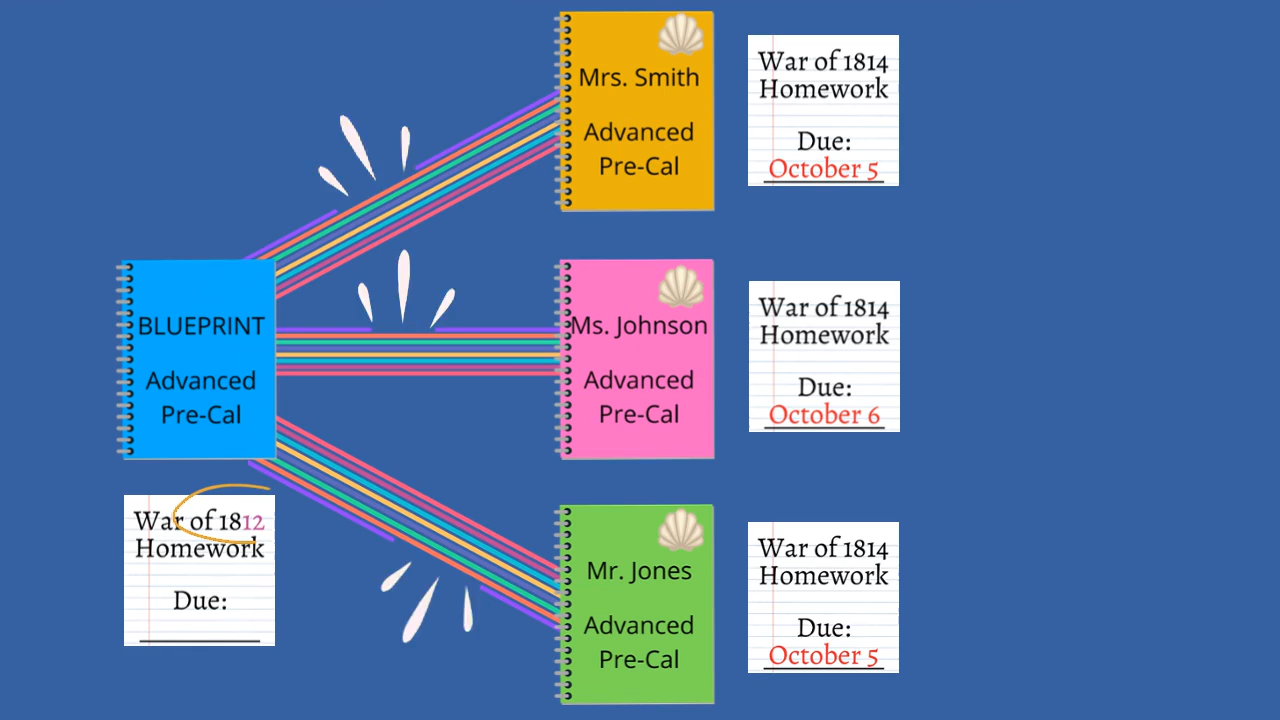 Mrs. Smith
Advanced
Pre-Cal
War of 1814
Homework
Due:
October 5
BLUEPRINT
Advanced
Pre-Cal
Ms. Johnson
Advanced
Pre-Cal
War of 1814
Homework
Due:
October 6
War of 1812
Homework
Due:
Mr. Jones
Advanced
Pre-Cal
War of 1814
Homework
Due:
October 5